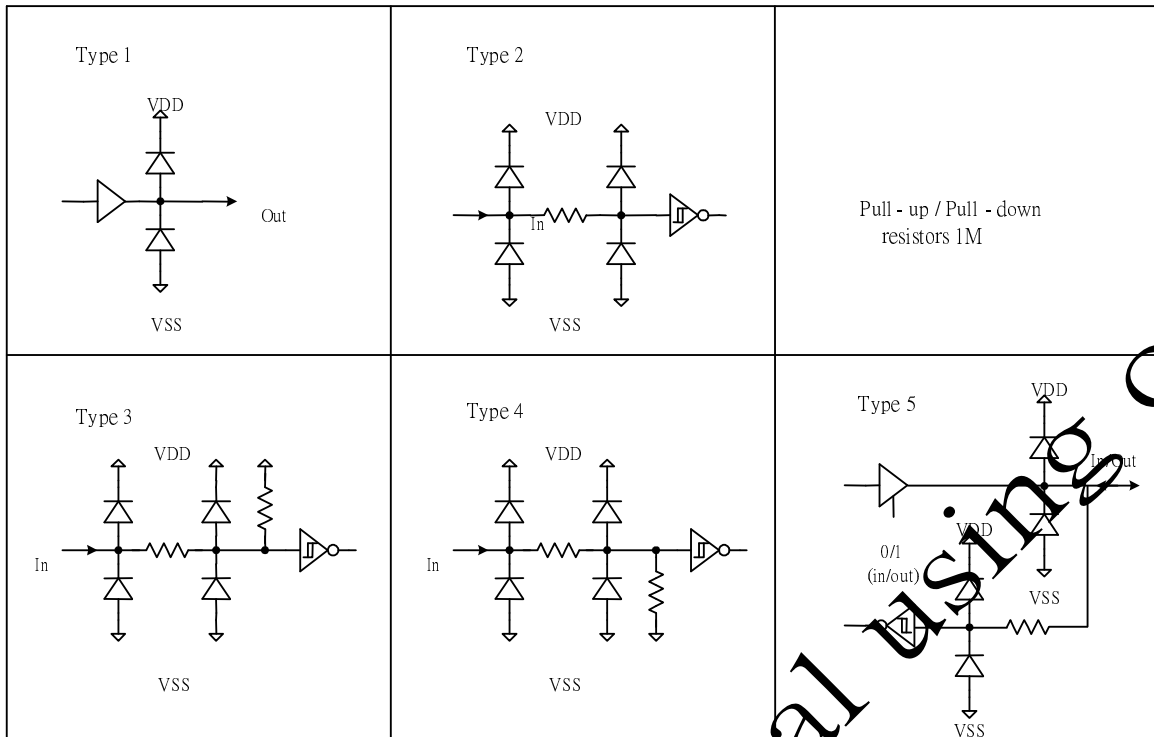 Type 1
VDD
Out
VSS
Type 2
VDD
In
VSS
Pull - up / Pull - down
resistors 1M
Type 3
VDD
In
VSS
Type 4
VDD
In
VSS
Type 5
VDD
In/Out
VDD
0/1
(in/out)
VSS
VSS
al using